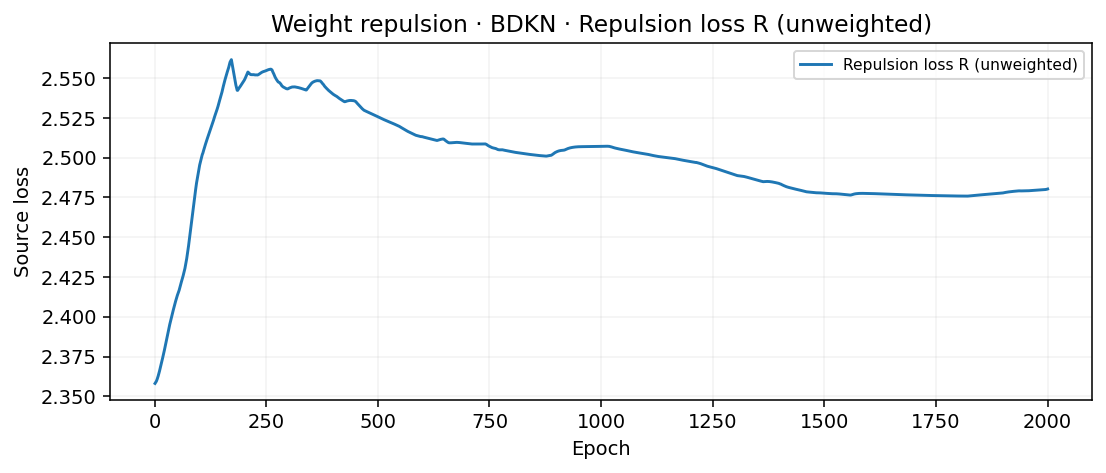 Weight repulsion · BDKN · Repulsion loss R (unweighted)
Repulsion loss R (unweighted)
Source loss
2.550
2.525
2.500
2.475
2.450
2.425
2.400
2.375
2.350
0 250 500 750 1000 1250 1500 1750 2000
Epoch